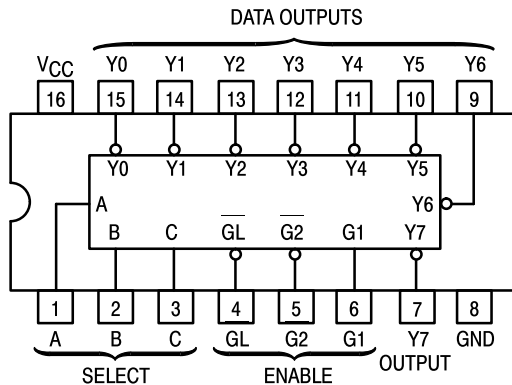 DATA OUTPUTS
VCC Y0 Y1 Y2 Y3 Y4 Y5 Y6
16 15 14 13 12 11 10 9
Y0 Y1 Y2 Y3 Y4 Y5
A Y6
B C GL G2 G1 Y7
1 2 3 4 5 6 7 8
A B C GL G2 G1 Y7 GND
OUTPUT
SELECT ENABLE